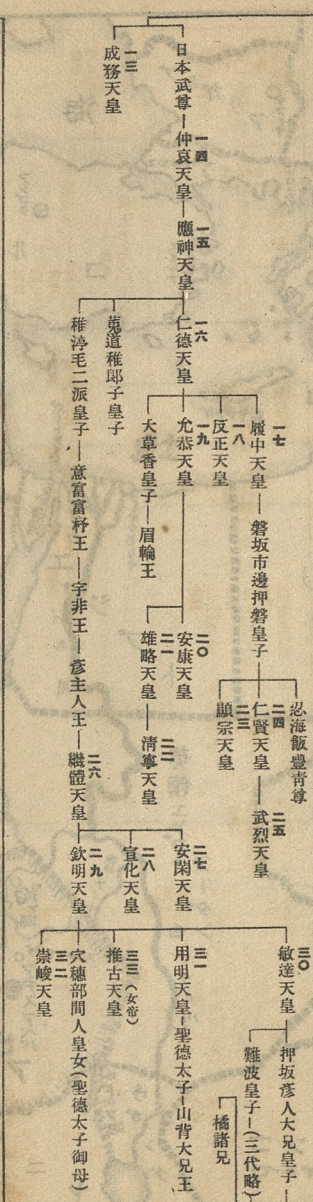 日本武尊
一三
成務天皇
一四
仲哀天皇
一五
應神天皇
一六
仁德天皇
菟道稚郎子皇子
稚渟毛二派皇子
意富富杼王
字非王
彥主人王
二六
繼體天皇
一七
履中天皇
一八
反正天皇
一九
允恭天皇
大草香皇子
眉輪王
磐坂市邊押磐皇子
二〇
安康天皇
二一
雄略天皇
二二
淸寧天皇
忍海飯豐靑尊
二四
仁賢天皇
二三
顯宗天皇
二五
武烈天皇
二七
安閑天皇
二八
宣化天皇
二九
欽明天皇
三〇
敏達天皇
三一
用明天皇
聖德太子
山背大兄王
三三(女帝)
推古天皇
穴穗部間人皇女(聖德太子御母)
三二
崇峻天皇
押坂彥人大兄皇子
難波皇子
(三代略)
橘諸兄